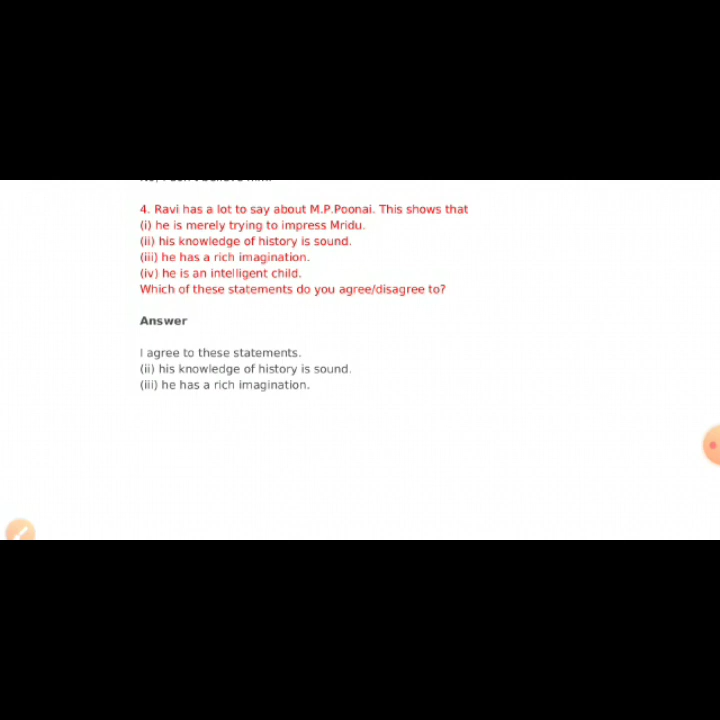 4. Ravi has a lot to say about M.P.Poonai. This shows that
(i) he is merely trying to impress Mridu.
(ii) his knowledge of history is sound.
(iii) he has a rich imagination.
(iv) he is an intelligent child.
Which of these statements do you agree/disagree to?
Answer
I agree to these statements.
(ii) his knowledge of history is sound.
(iii) he has a rich imagination.